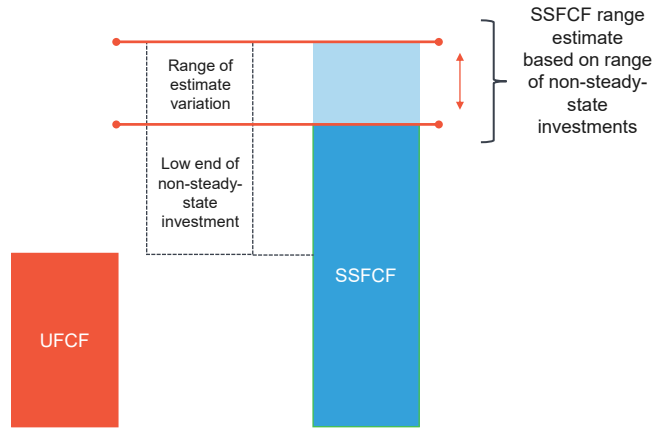 SSFCF range
estimate
based on range
of non-steady-
state
investments
Range of
estimate
variation
Low end of
non-steady-
state
investment
SSFCF
UFCF